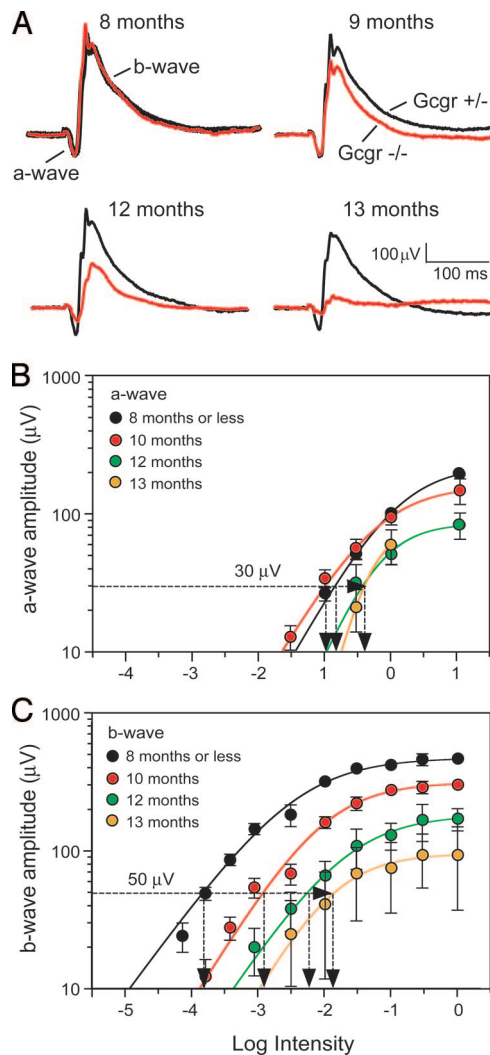 A
8 months
9 months
b-wave
a-wave
Gcgr +/-
Gcgr -/-
12 months
13 months
100 μV
100 ms
B
1000
100
10
a-wave amplitude (μV)
a-wave
8 months or less
10 months
12 months
13 months
30 μV
-4 -3 -2 -1 0 1
C
1000
100
10
b-wave amplitude (μV)
b-wave
8 months or less
10 months
12 months
13 months
50 μV
-5 -4 -3 -2 -1 0
Log Intensity